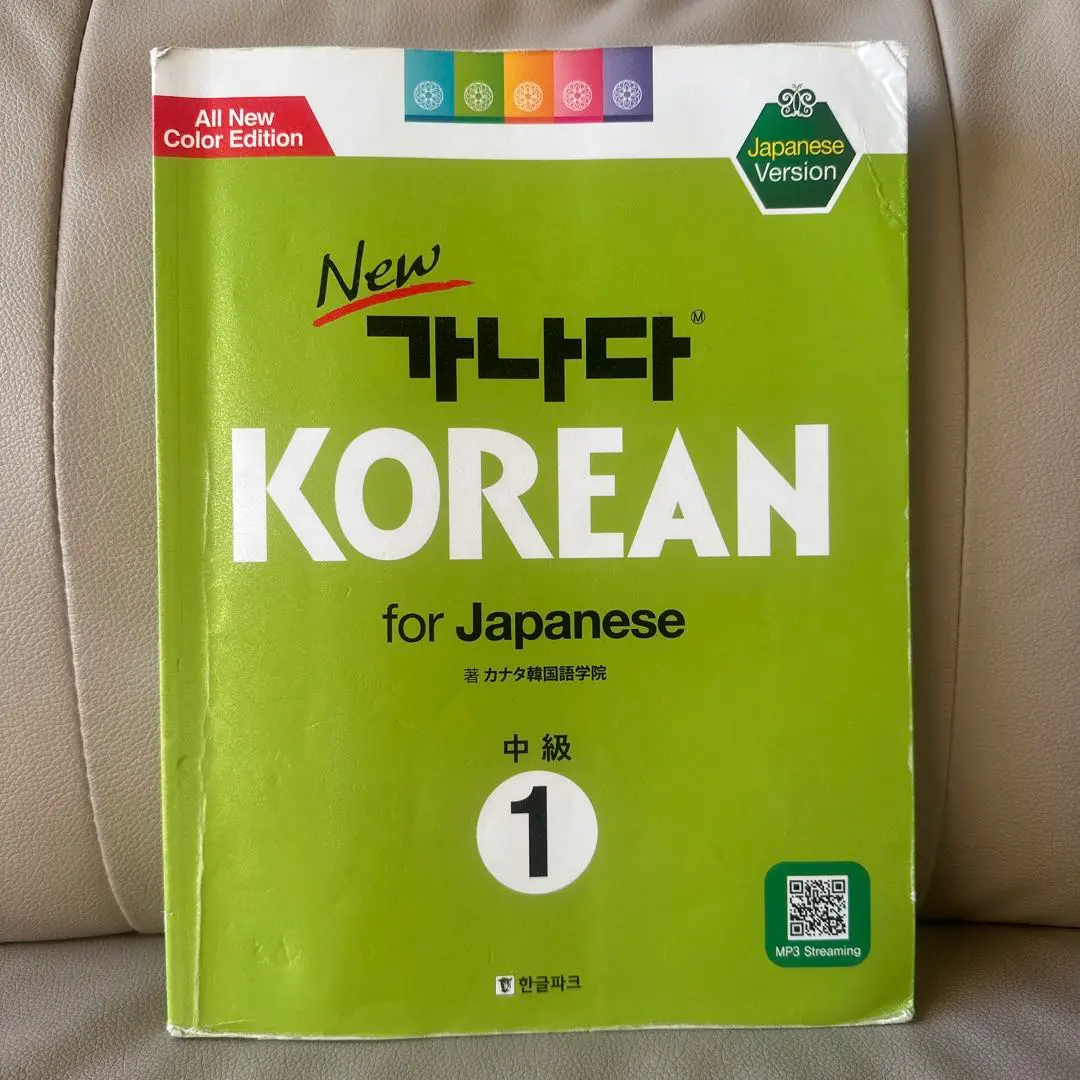 All New
Color Edition
Japanese
Version
New
가나다Ⓜ
KOREAN
for Japanese
著 カナタ韓国語学院
中級
1
MP3 Streaming
한글파크